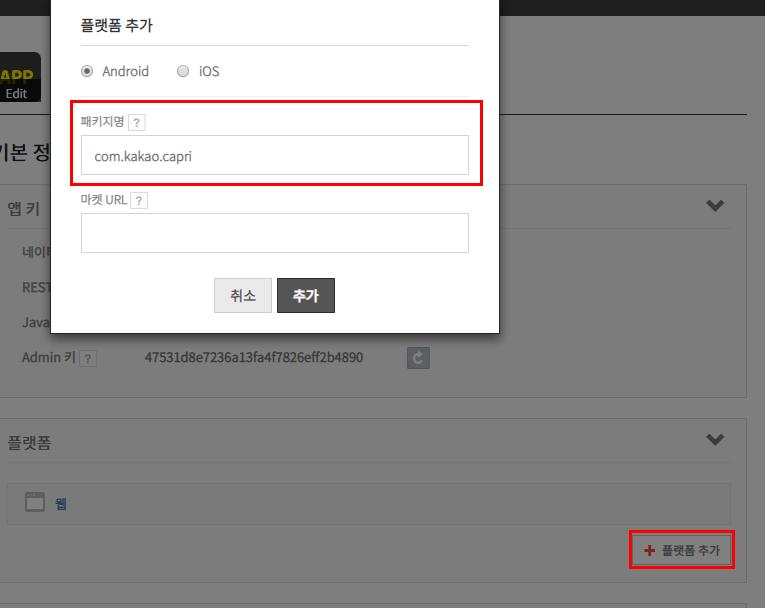 플랫폼 추가
Android
iOS
APP
Edit
패키지명 ?
com.kakao.capri
기본 정
앱 키
마켓 URL ?
네이티
REST
취소
추가
Java
Admin 키 ?
47531d8e7236a13fa4f7826eff2b4890
플랫폼
웹
+ 플랫폼 추가